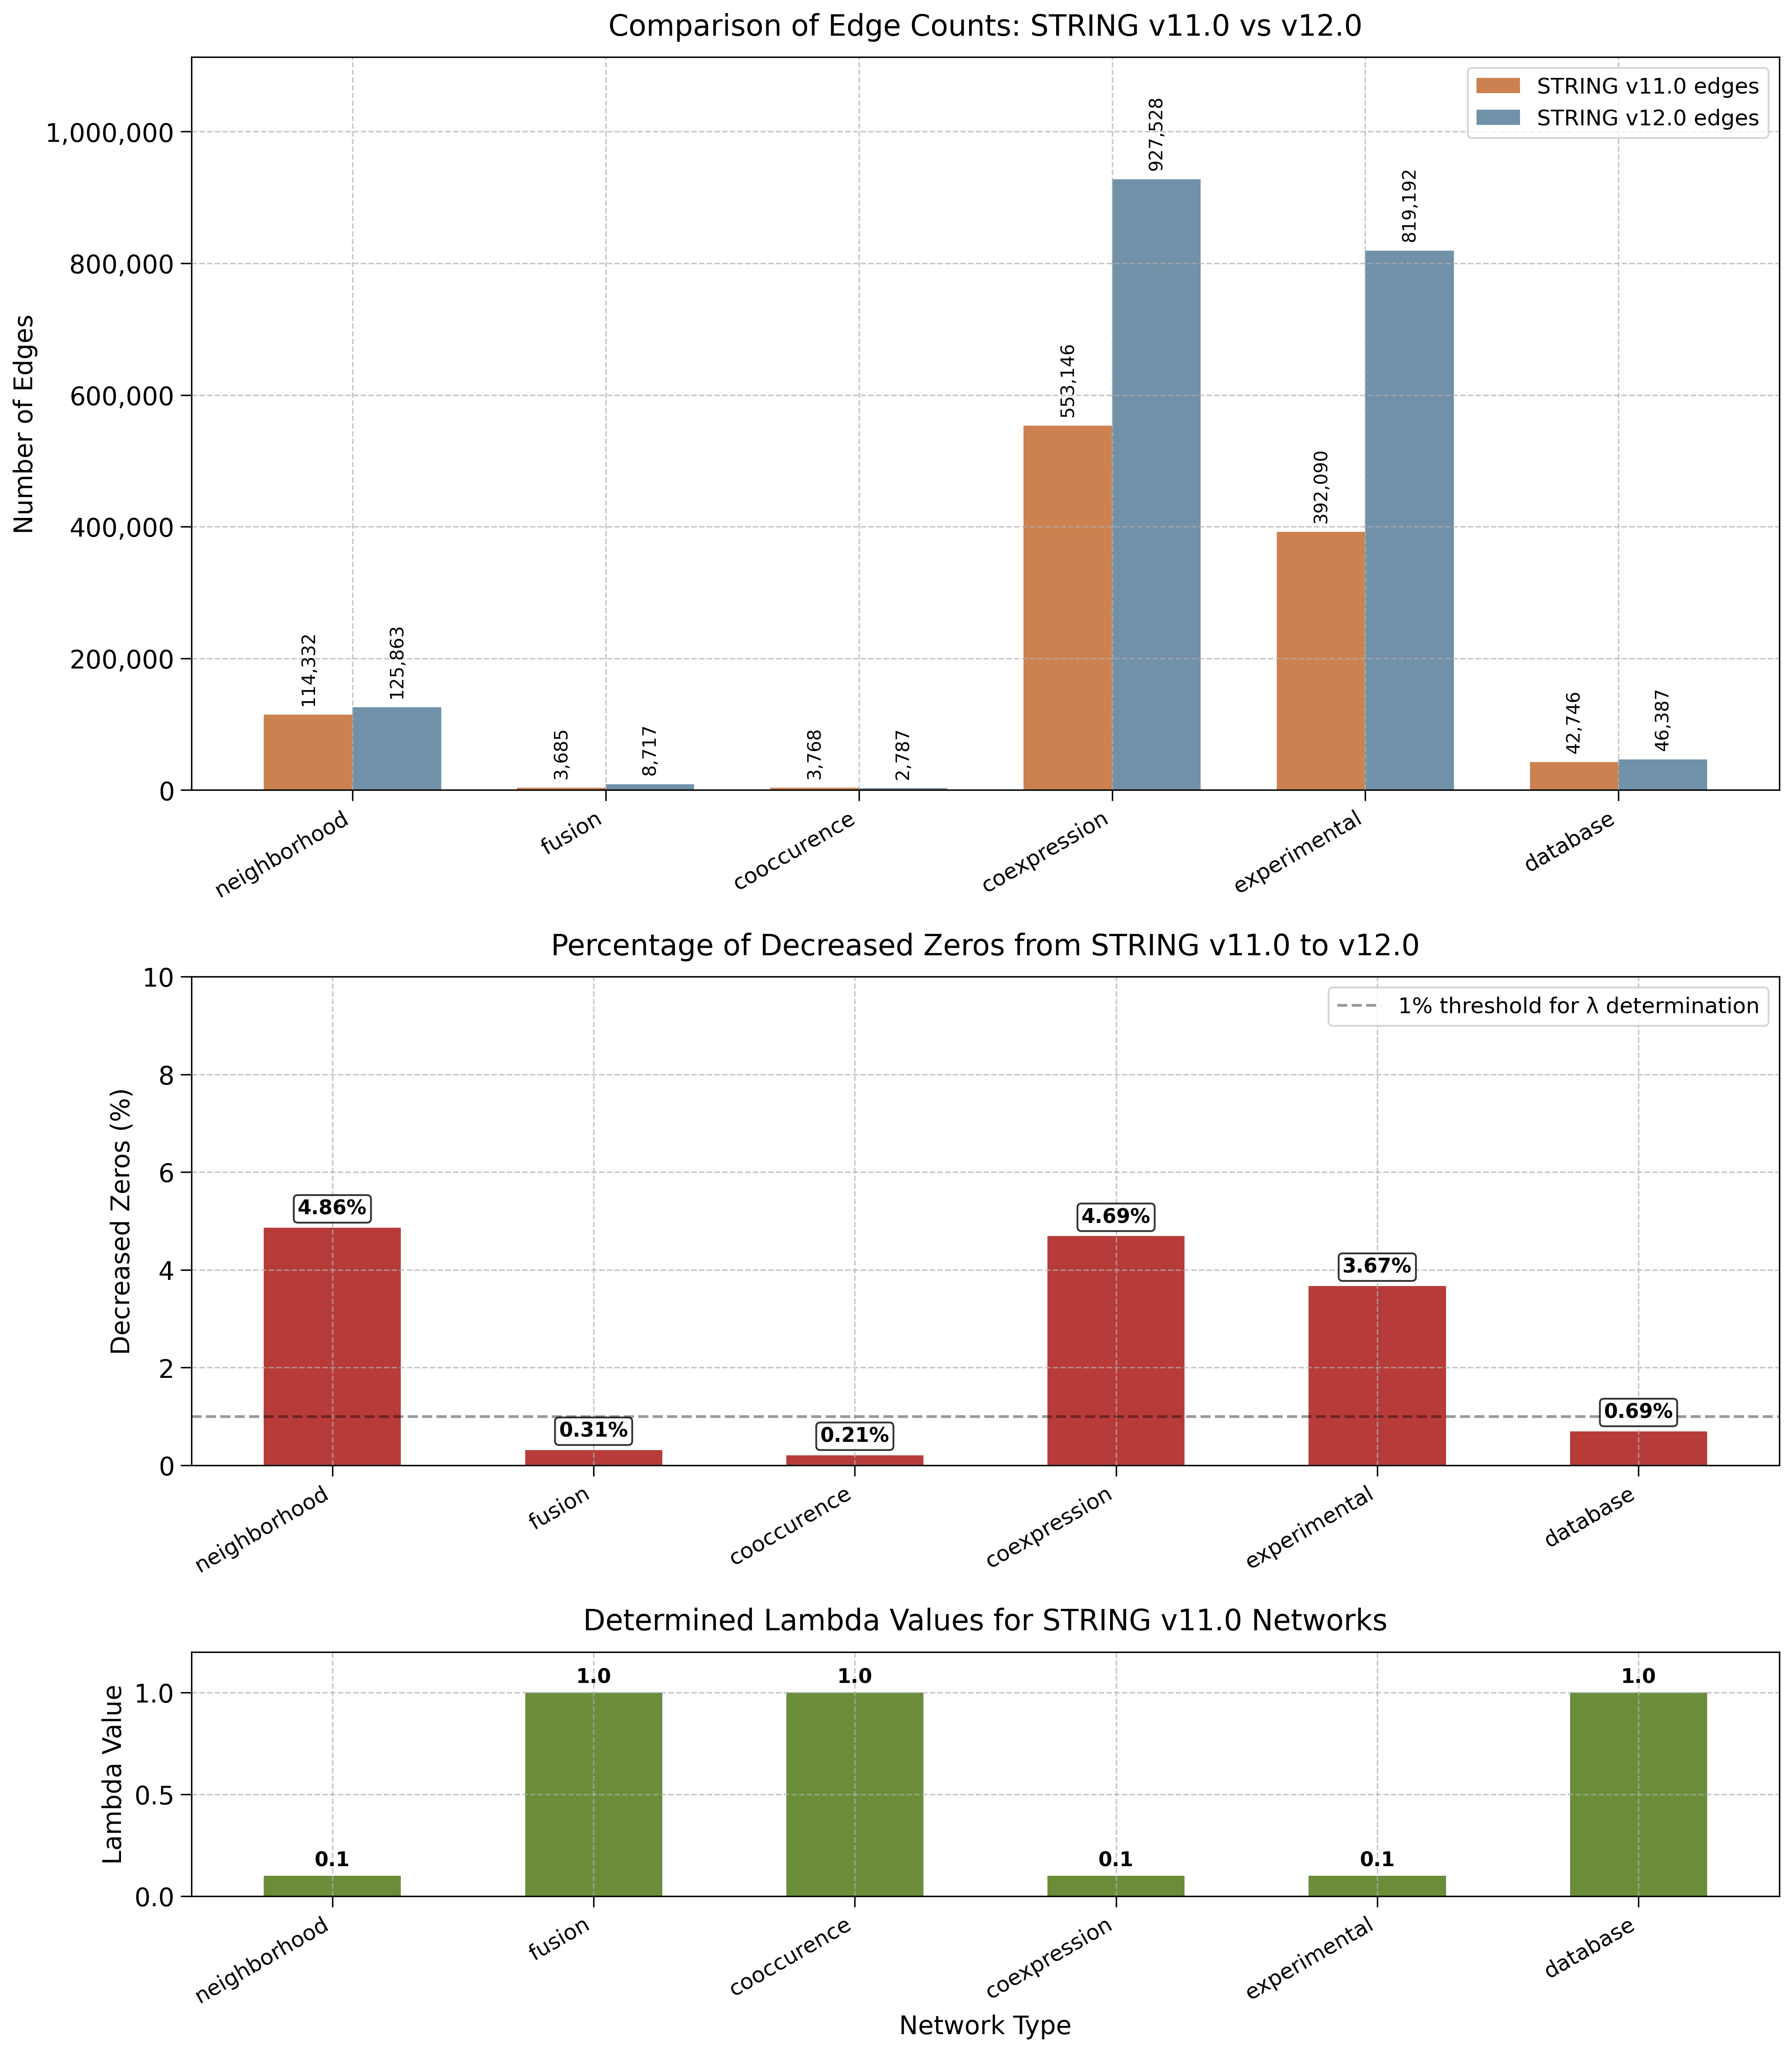 Comparison of Edge Counts: STRING v11.0 vs v12.0
STRING v11.0 edges
STRING v12.0 edges
Number of Edges
1,000,000
800,000
600,000
400,000
200,000
0
114,332
125,863
3,685
8,717
3,768
2,787
553,146
927,528
392,090
819,192
42,746
46,387
neighborhood
fusion
cooccurence
coexpression
experimental
database
Percentage of Decreased Zeros from STRING v11.0 to v12.0
1% threshold for λ determination
Decreased Zeros (%)
10
8
6
4
2
0
4.86%
0.31%
0.21%
4.69%
3.67%
0.69%
neighborhood
fusion
cooccurence
coexpression
experimental
database
Determined Lambda Values for STRING v11.0 Networks
Lambda Value
1.0
0.5
0.0
0.1
1.0
1.0
0.1
0.1
1.0
neighborhood
fusion
cooccurence
coexpression
experimental
database
Network Type